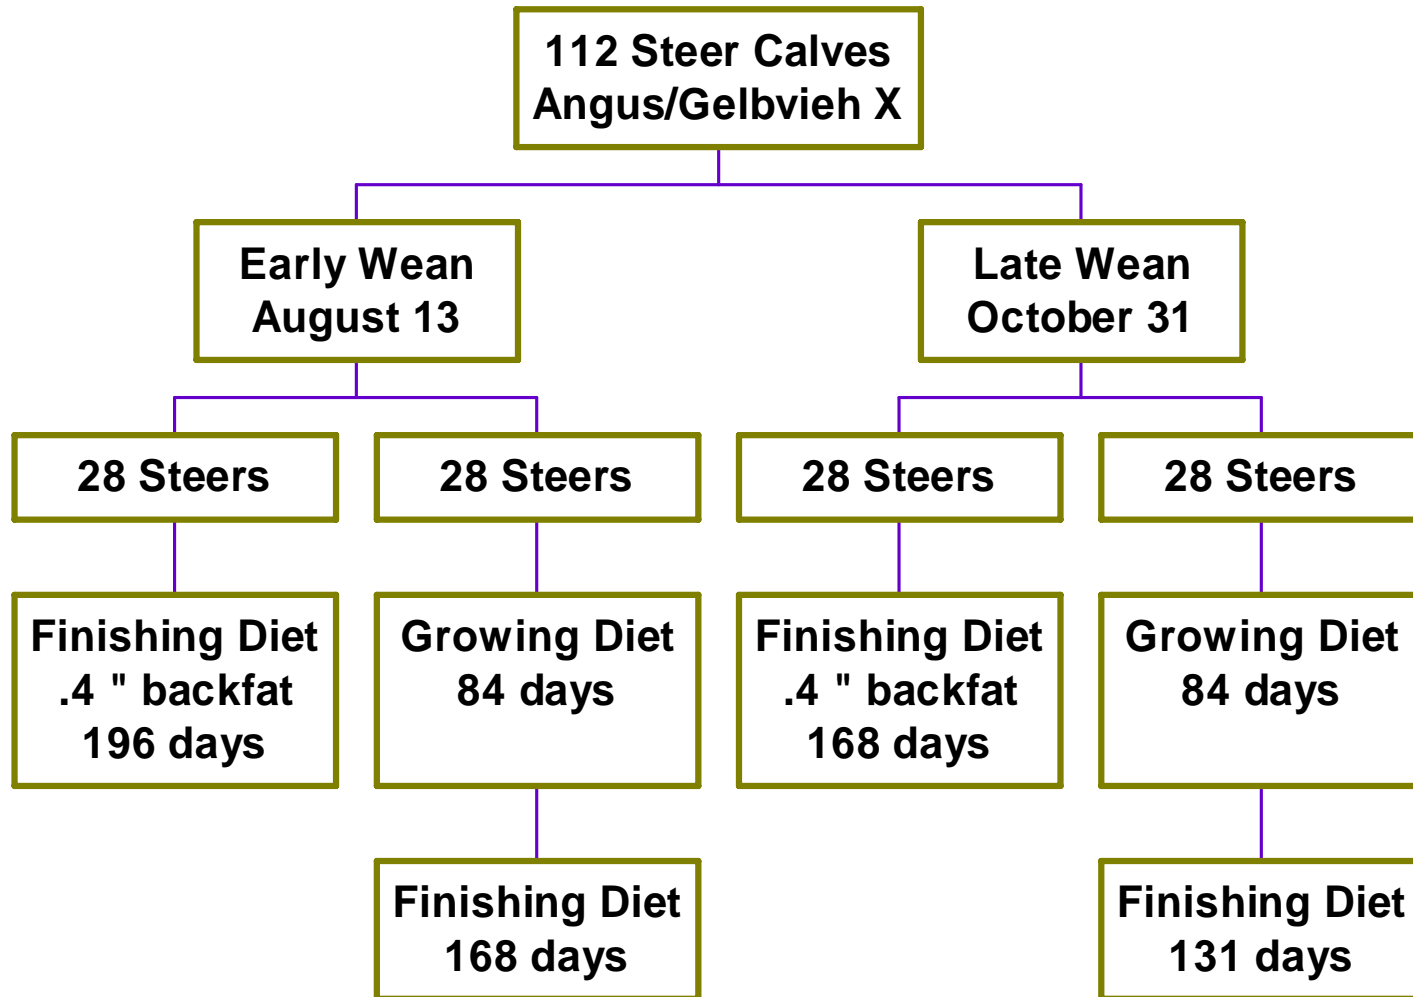 112 Steer Calves
Angus/Gelbvieh X
Early Wean
August 13
Late Wean
October 31
28 Steers
28 Steers
28 Steers
28 Steers
Finishing Diet
.4 " backfat
196 days
Growing Diet
84 days
Finishing Diet
.4 " backfat
168 days
Growing Diet
84 days
Finishing Diet
168 days
Finishing Diet
131 days